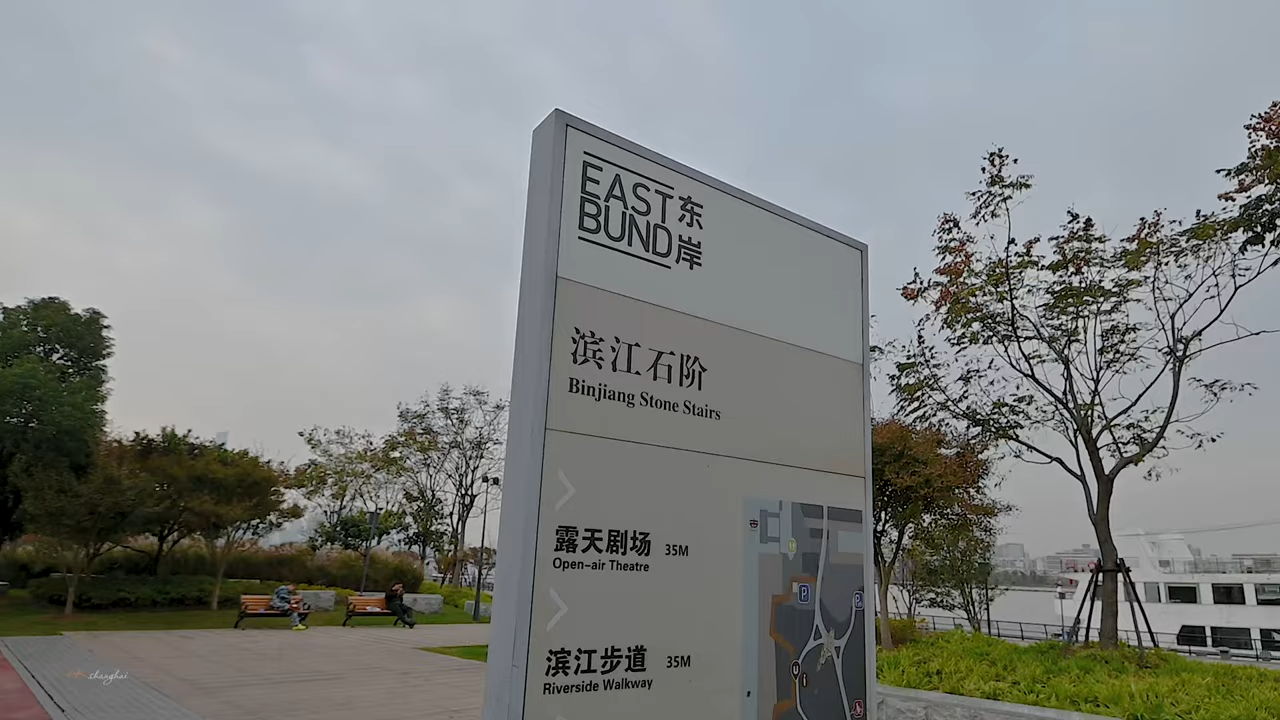 EAST 东
BUND 岸
滨江石阶
Binjiang Stone Stairs
露天剧场 35M
Open-air Theatre
滨江步道 35M
Riverside Walkway
P
P
i
shanghai